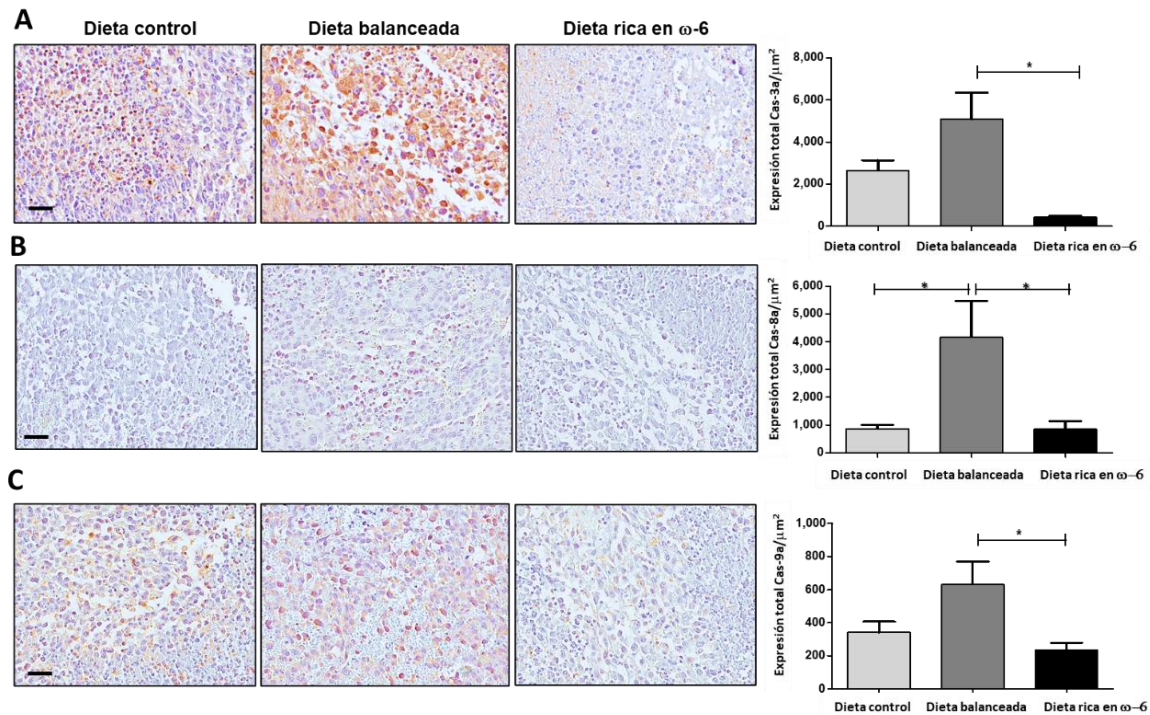 A
Dieta control
Dieta balanceada
Dieta rica en ω-6
Expresión total Cas-3a/µm²
8,000
6,000
4,000
2,000
0
*
Dieta control
Dieta balanceada
Dieta rica en ω–6
B
Expresión total Cas-8a/µm²
6,000
5,000
4,000
3,000
2,000
1,000
0
*
*
Dieta control
Dieta balanceada
Dieta rica en ω–6
C
Expresión total Cas-9a/µm²
1,000
800
600
400
200
0
*
Dieta control
Dieta balanceada
Dieta rica en ω–6